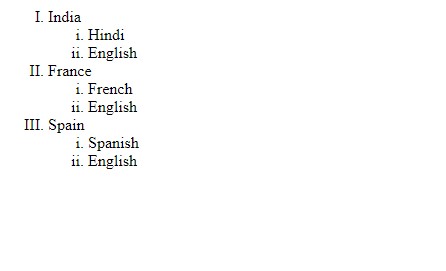 I. India
i. Hindi
ii. English
II. France
i. French
ii. English
III. Spain
i. Spanish
ii. English